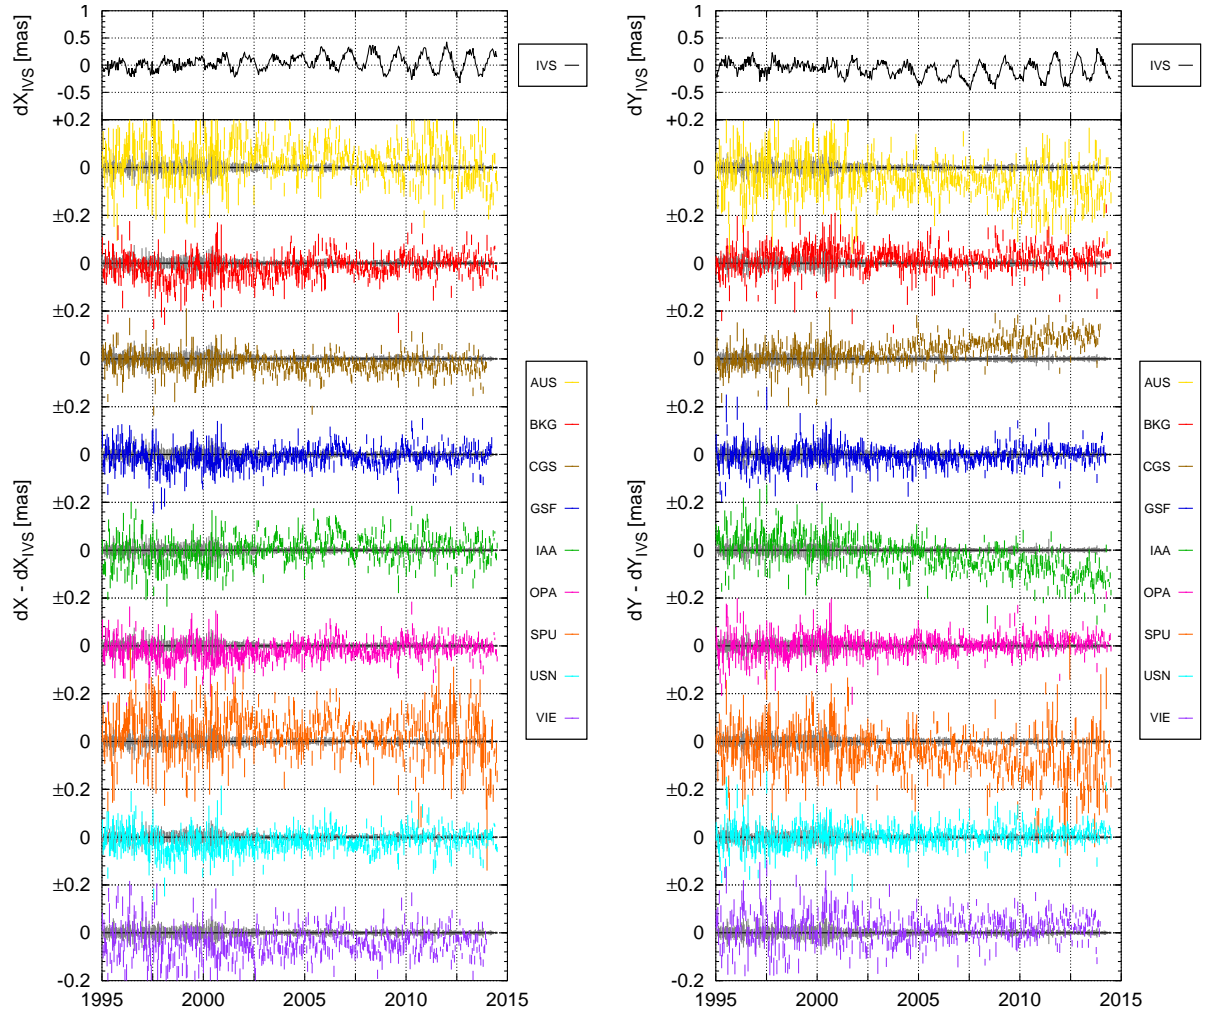 dX_IVS [mas]
1
0.5
0
-0.5
IVS
+0.2
0
±0.2
0
±0.2
0
±0.2
0
±0.2
0
±0.2
0
±0.2
0
±0.2
0
±0.2
0
-0.2
dX - dX_IVS [mas]
1995 2000 2005 2010 2015
AUS
BKG
CGS
GSF
IAA
OPA
SPU
USN
VIE
dY_IVS [mas]
1
0.5
0
-0.5
IVS
+0.2
0
±0.2
0
±0.2
0
±0.2
0
±0.2
0
±0.2
0
±0.2
0
±0.2
0
±0.2
0
-0.2
dY - dY_IVS [mas]
1995 2000 2005 2010 2015
AUS
BKG
CGS
GSF
IAA
OPA
SPU
USN
VIE